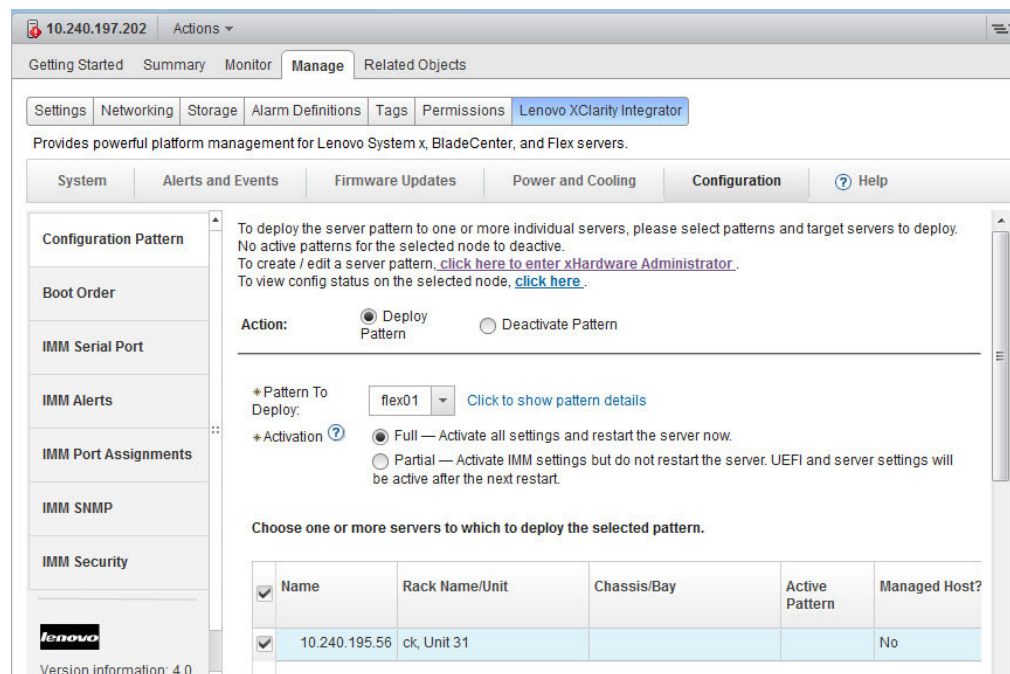 10.240.197.202 Actions
Getting Started Summary Monitor Manage Related Objects
Settings Networking Storage Alarm Definitions Tags Permissions Lenovo XClarity Integrator
Provides powerful platform management for Lenovo System x, BladeCenter, and Flex servers.
System Alerts and Events Firmware Updates Power and Cooling Configuration ? Help
Configuration Pattern
Boot Order
IMM Serial Port
IMM Alerts
IMM Port Assignments
IMM SNMP
IMM Security
lenovo
Version information: 4.0
To deploy the server pattern to one or more individual servers, please select patterns and target servers to deploy.
No active patterns for the selected node to deactive.
To create / edit a server pattern, click here to enter xHardware Administrator .
To view config status on the selected node, click here .
Action: Deploy Pattern Deactivate Pattern
*Pattern To Deploy: flex01 Click to show pattern details
*Activation ? Full — Activate all settings and restart the server now.
Partial — Activate IMM settings but do not restart the server. UEFI and server settings will
be active after the next restart.
Choose one or more servers to which to deploy the selected pattern.
Name Rack Name/Unit Chassis/Bay Active Pattern Managed Host?
10.240.195.56 ck, Unit 31 No